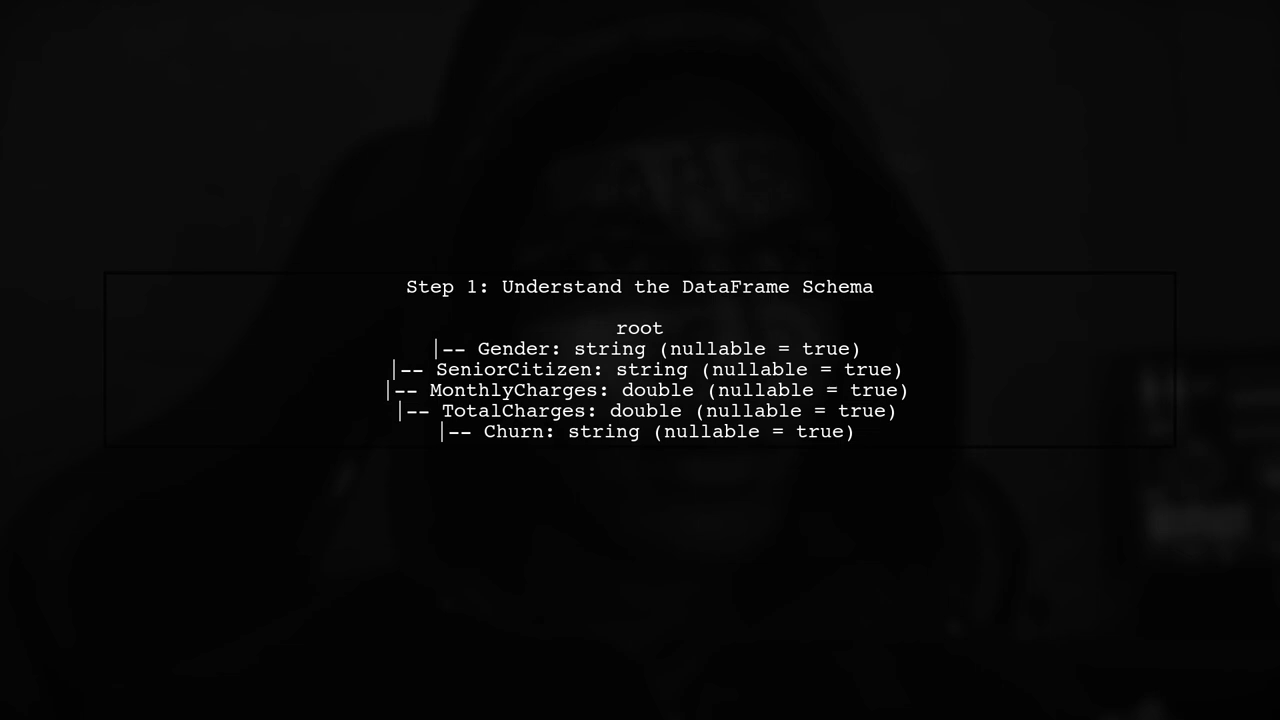 Step 1: Understand the DataFrame Schema
root
|-- Gender: string (nullable = true)
|-- SeniorCitizen: string (nullable = true)
|-- MonthlyCharges: double (nullable = true)
|-- TotalCharges: double (nullable = true)
|-- Churn: string (nullable = true)